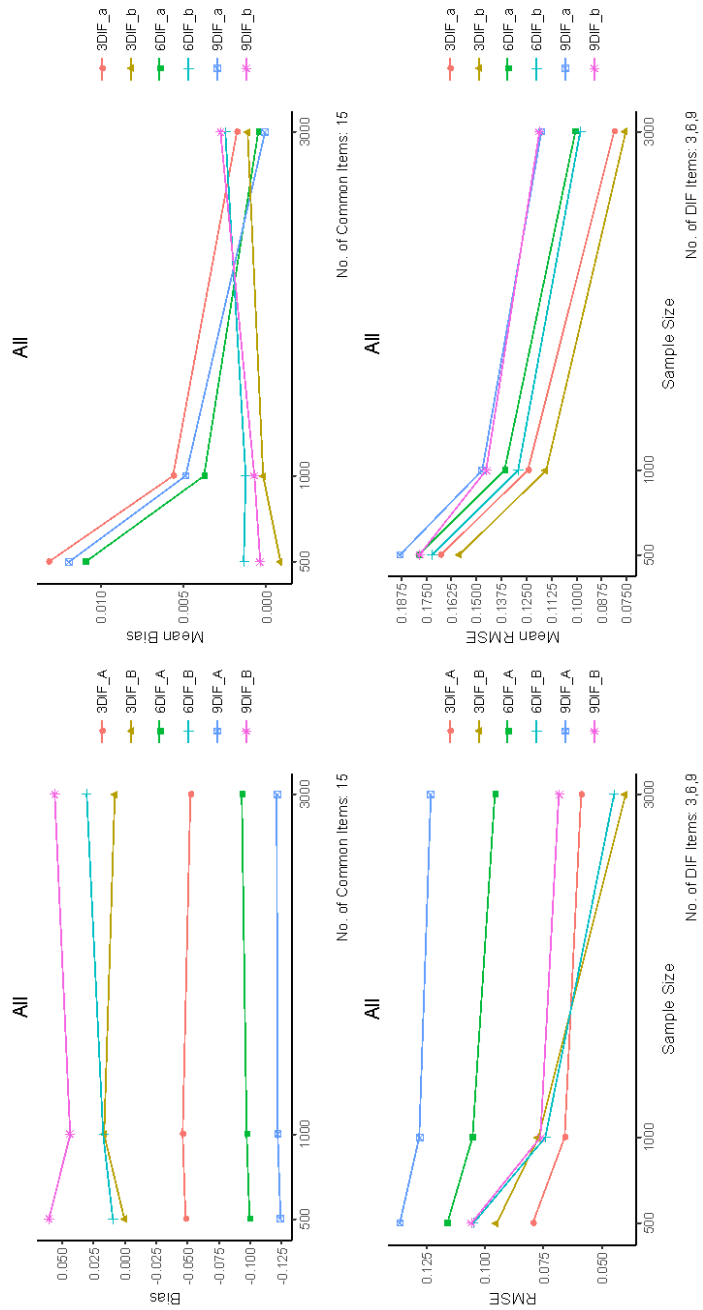 All
Bias
0.050
0.025
0.000
-0.025
-0.050
-0.075
-0.100
-0.125
500
1000
3000
No. of Common Items: 15
3DIF_A
3DIF_B
6DIF_A
6DIF_B
9DIF_A
9DIF_B
All
Mean Bias
0.010
0.005
0.000
500
1000
3000
No. of Common Items: 15
3DIF_a
3DIF_b
6DIF_a
6DIF_b
9DIF_a
9DIF_b
All
RMSE
0.125
0.100
0.075
0.050
500
1000
3000
Sample Size
No. of DIF Items: 3,6,9
3DIF_A
3DIF_B
6DIF_A
6DIF_B
9DIF_A
9DIF_B
All
Mean RMSE
0.1875
0.1750
0.1625
0.1500
0.1375
0.1250
0.1125
0.1000
0.0875
0.0750
500
1000
3000
Sample Size
No. of DIF Items: 3,6,9
3DIF_a
3DIF_b
6DIF_a
6DIF_b
9DIF_a
9DIF_b